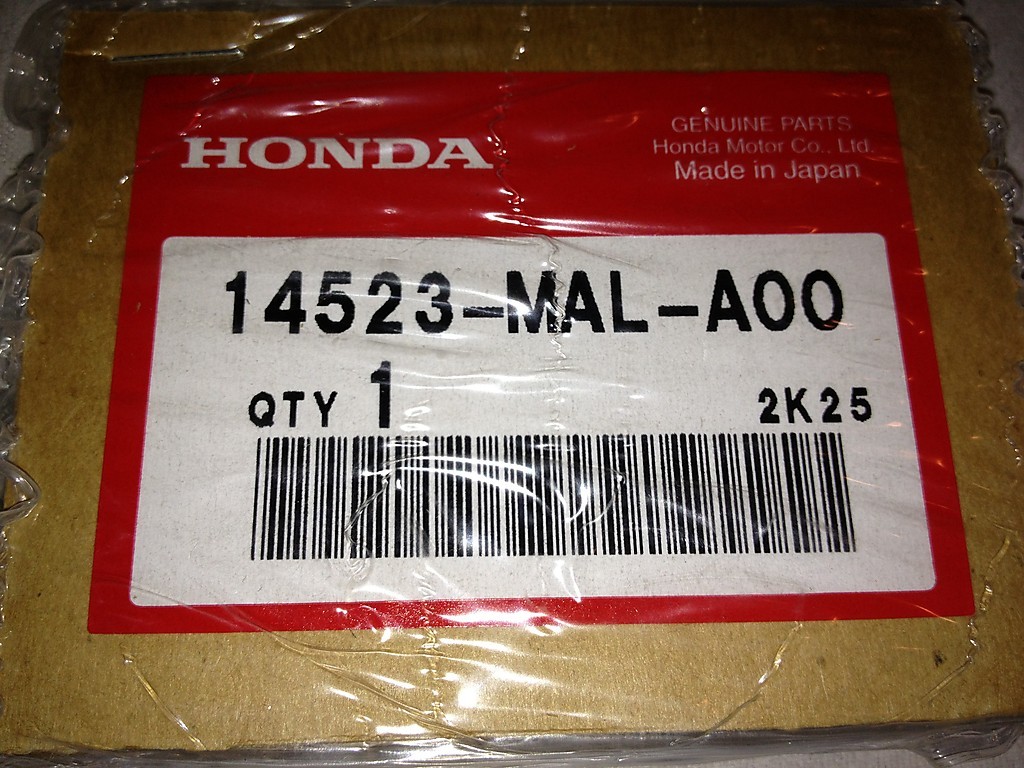 HONDA
GENUINE PARTS
Honda Motor Co., Ltd.
Made in Japan
14523-MAL-A00
QTY 1
2K25